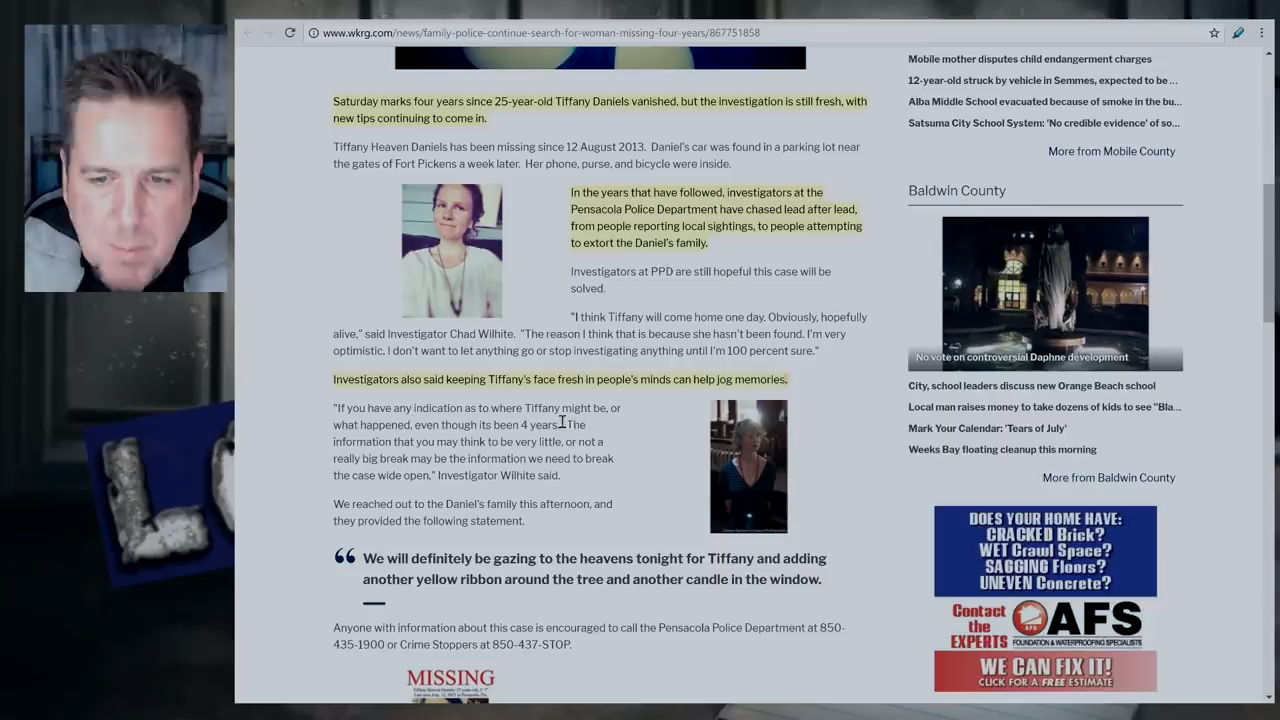 www.wkrg.com/news/family-police-continue-search-for-woman-missing-four-years/867751858
Saturday marks four years since 25-year-old Tiffany Daniels vanished, but the investigation is still fresh, with
new tips continuing to come in.
Tiffany Heaven Daniels has been missing since 12 August 2013.  Daniel's car was found in a parking lot near
the gates of Fort Pickens a week later.  Her phone, purse, and bicycle were inside.
In the years that have followed, investigators at the
Pensacola Police Department have chased lead after lead,
from people reporting local sightings, to people attempting
to extort the Daniel's family.
Investigators at PPD are still hopeful this case will be
solved.
"I think Tiffany will come home one day. Obviously, hopefully
alive," said Investigator Chad Wilhite.  "The reason I think that is because she hasn't been found. I'm very
optimistic. I don't want to let anything go or stop investigating anything until I'm 100 percent sure."
Investigators also said keeping Tiffany's face fresh in people's minds can help jog memories.
"If you have any indication as to where Tiffany might be, or
what happened, even though its been 4 years. The
information that you may think to be very little, or not a
really big break may be the information we need to break
the case wide open," Investigator Wilhite said.
We reached out to the Daniel's family this afternoon, and
they provided the following statement.
“ We will definitely be gazing to the heavens tonight for Tiffany and adding
another yellow ribbon around the tree and another candle in the window.
Anyone with information about this case is encouraged to call the Pensacola Police Department at 850-
435-1900 or Crime Stoppers at 850-437-STOP.
MISSING
Mobile mother disputes child endangerment charges
12-year-old struck by vehicle in Semmes, expected to be ...
Alba Middle School evacuated because of smoke in the bu...
Satsuma City School System: 'No credible evidence' of so...
More from Mobile County
Baldwin County
No vote on controversial Daphne development
City, school leaders discuss new Orange Beach school
Local man raises money to take dozens of kids to see "Bla...
Mark Your Calendar: 'Tears of July'
Weeks Bay floating cleanup this morning
More from Baldwin County
DOES YOUR HOME HAVE:
CRACKED Brick?
WET Crawl Space?
SAGGING Floors?
UNEVEN Concrete?
Contact
the
EXPERTS
AFS
FOUNDATION & WATERPROOFING SPECIALISTS
WE CAN FIX IT!
CLICK FOR A FREE ESTIMATE